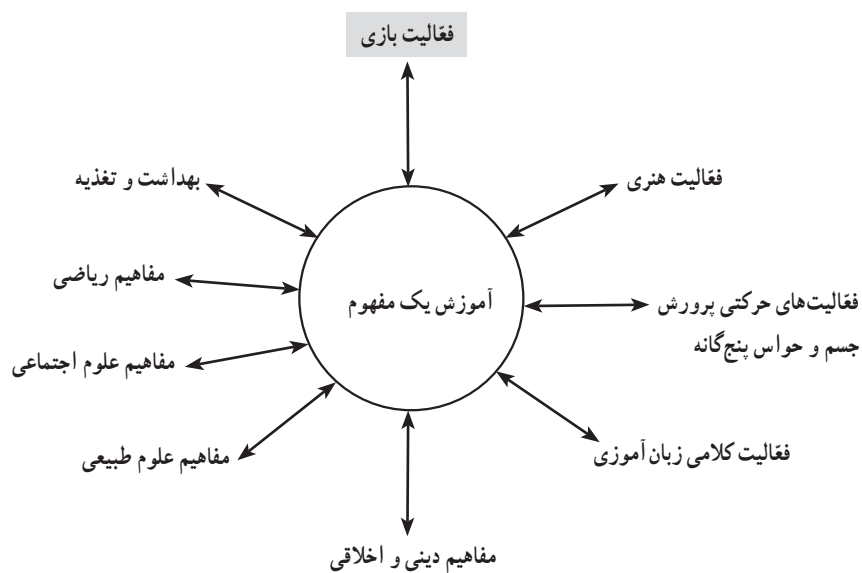 فعّالیت بازی
فعّالیت هنری
بهداشت و تغذیه
مفاهیم ریاضی
آموزش یک مفهوم
فعّالیت‌های حرکتی پرورش
جسم و حواس پنج‌گانه
مفاهیم علوم اجتماعی
فعّالیت کلامی زبان آموزی
مفاهیم علوم طبیعی
مفاهیم دینی و اخلاقی